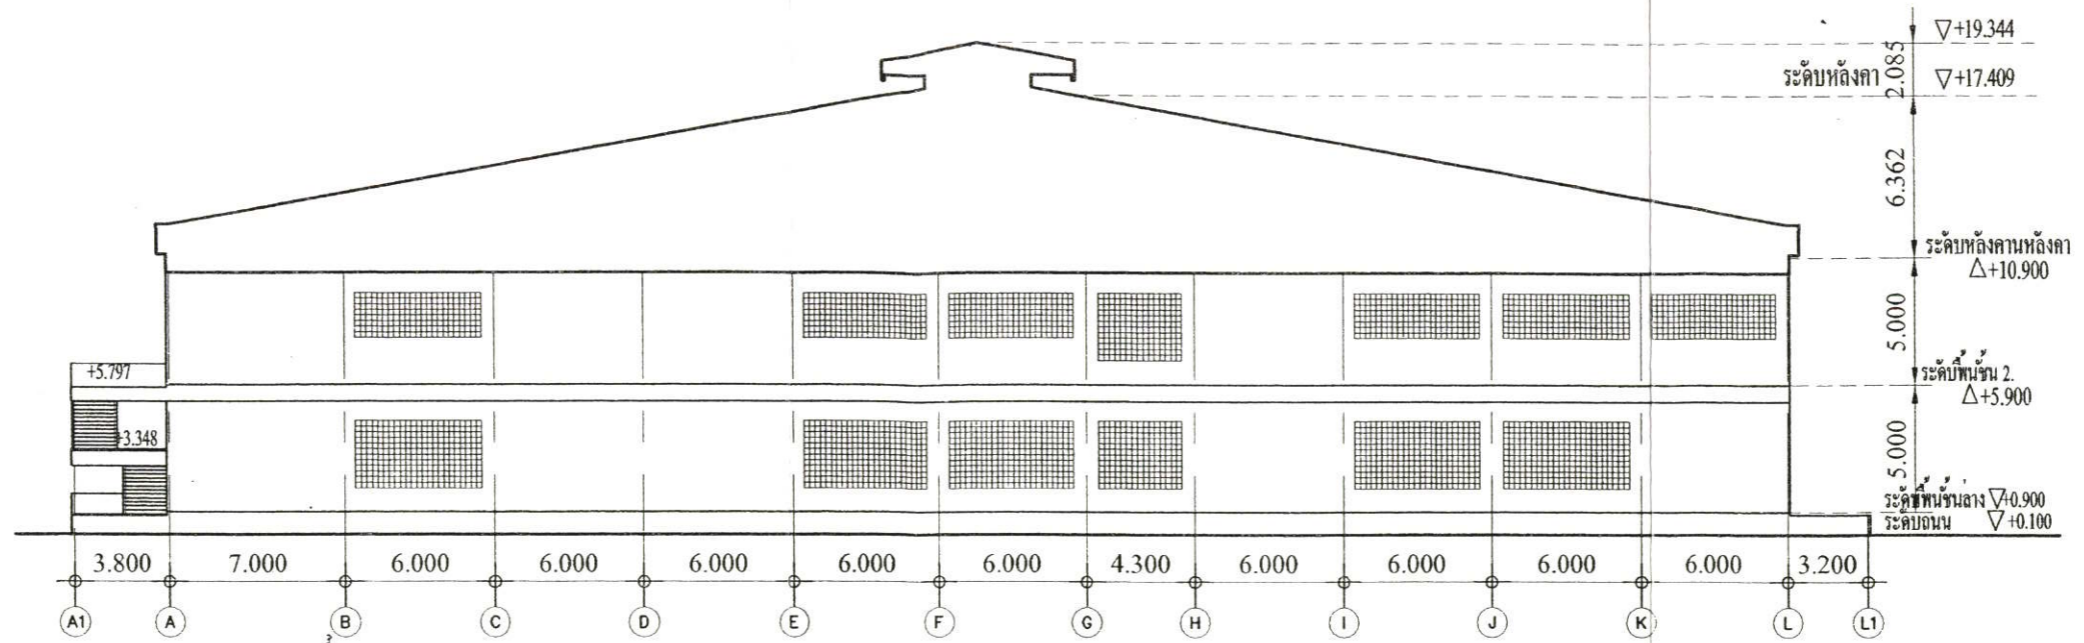 ▽+19.344
2.085
ระดับหลังคา ▽+17.409
6.362
ระดับหลังคานหลังคา
△+10.900
5.000
+5.797
ระดับพื้นชั้น 2.
△+5.900
+3.348
5.000
ระดับพื้นชั้นล่าง ▽+0.900
ระดับถนน ▽+0.100
3.800 7.000 6.000 6.000 6.000 6.000 6.000 4.300 6.000 6.000 6.000 6.000 3.200
A1 A B C D E F G H I J K L L1